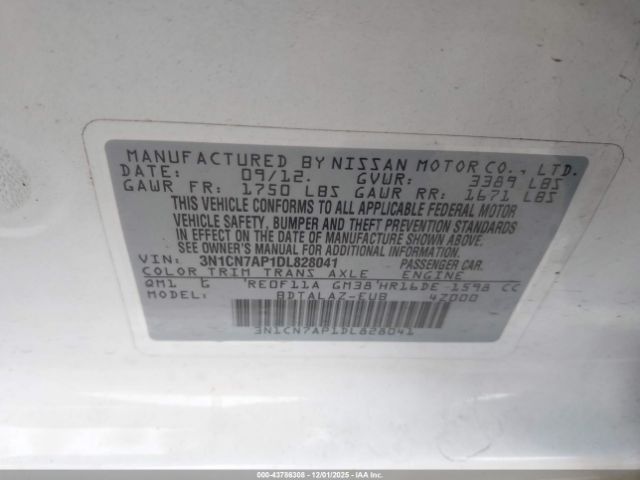 MANUFACTURED BY NISSAN MOTOR CO., LTD.
DATE: 09/12. GVWR: 3389 LBS
GAWR FR: 1750 LBS GAWR RR: 1671 LBS
THIS VEHICLE CONFORMS TO ALL APPLICABLE FEDERAL MOTOR
VEHICLE SAFETY, BUMPER AND THEFT PREVENTION STANDARDS
IN EFFECT ON THE DATE OF MANUFACTURE SHOWN ABOVE.
SEE OWNER'S MANUAL FOR ADDITIONAL INFORMATION.
VIN: 3N1CN7AP1DL828041 PASSENGER CAR.
COLOR TRIM TRANS AXLE ENGINE
QM1 G RE0F11A GM38 HR16DE 1598 CC
MODEL: BDTALAZ-EUB 4Z000
3N1CN7AP1DL828041
000-43786308 - 12/01/2025 - IAA, Inc.